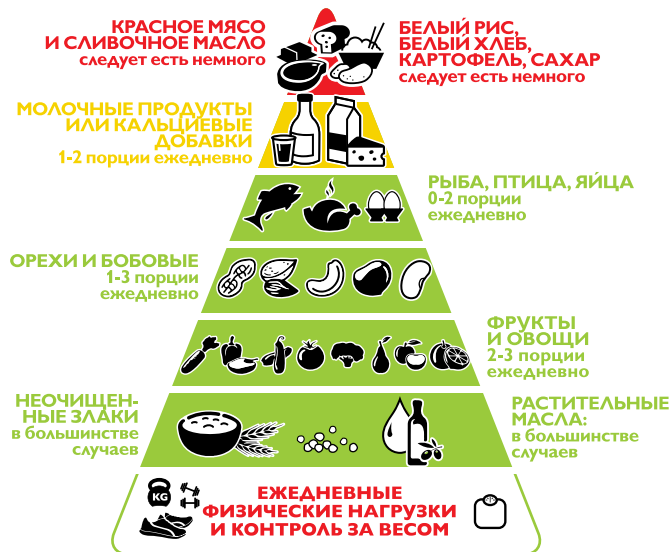 КРАСНОЕ МЯСО
И СЛИВОЧНОЕ МАСЛО
следует есть немного
БЕЛЫЙ РИС,
БЕЛЫЙ ХЛЕБ,
КАРТОФЕЛЬ, САХАР
следует есть немного
МОЛОЧНЫЕ ПРОДУКТЫ
ИЛИ КАЛЬЦИЕВЫЕ
ДОБАВКИ
1-2 порции ежедневно
РЫБА, ПТИЦА, ЯЙЦА
0-2 порции
ежедневно
ОРЕХИ И БОБОВЫЕ
1-3 порции
ежедневно
ФРУКТЫ
И ОВОЩИ
2-3 порции
ежедневно
НЕОЧИЩЕН-
НЫЕ ЗЛАКИ
в большинстве
случаев
РАСТИТЕЛЬНЫЕ
МАСЛА:
в большинстве
случаев
KG
ЕЖЕДНЕВНЫЕ
ФИЗИЧЕСКИЕ НАГРУЗКИ
И КОНТРОЛЬ ЗА ВЕСОМ